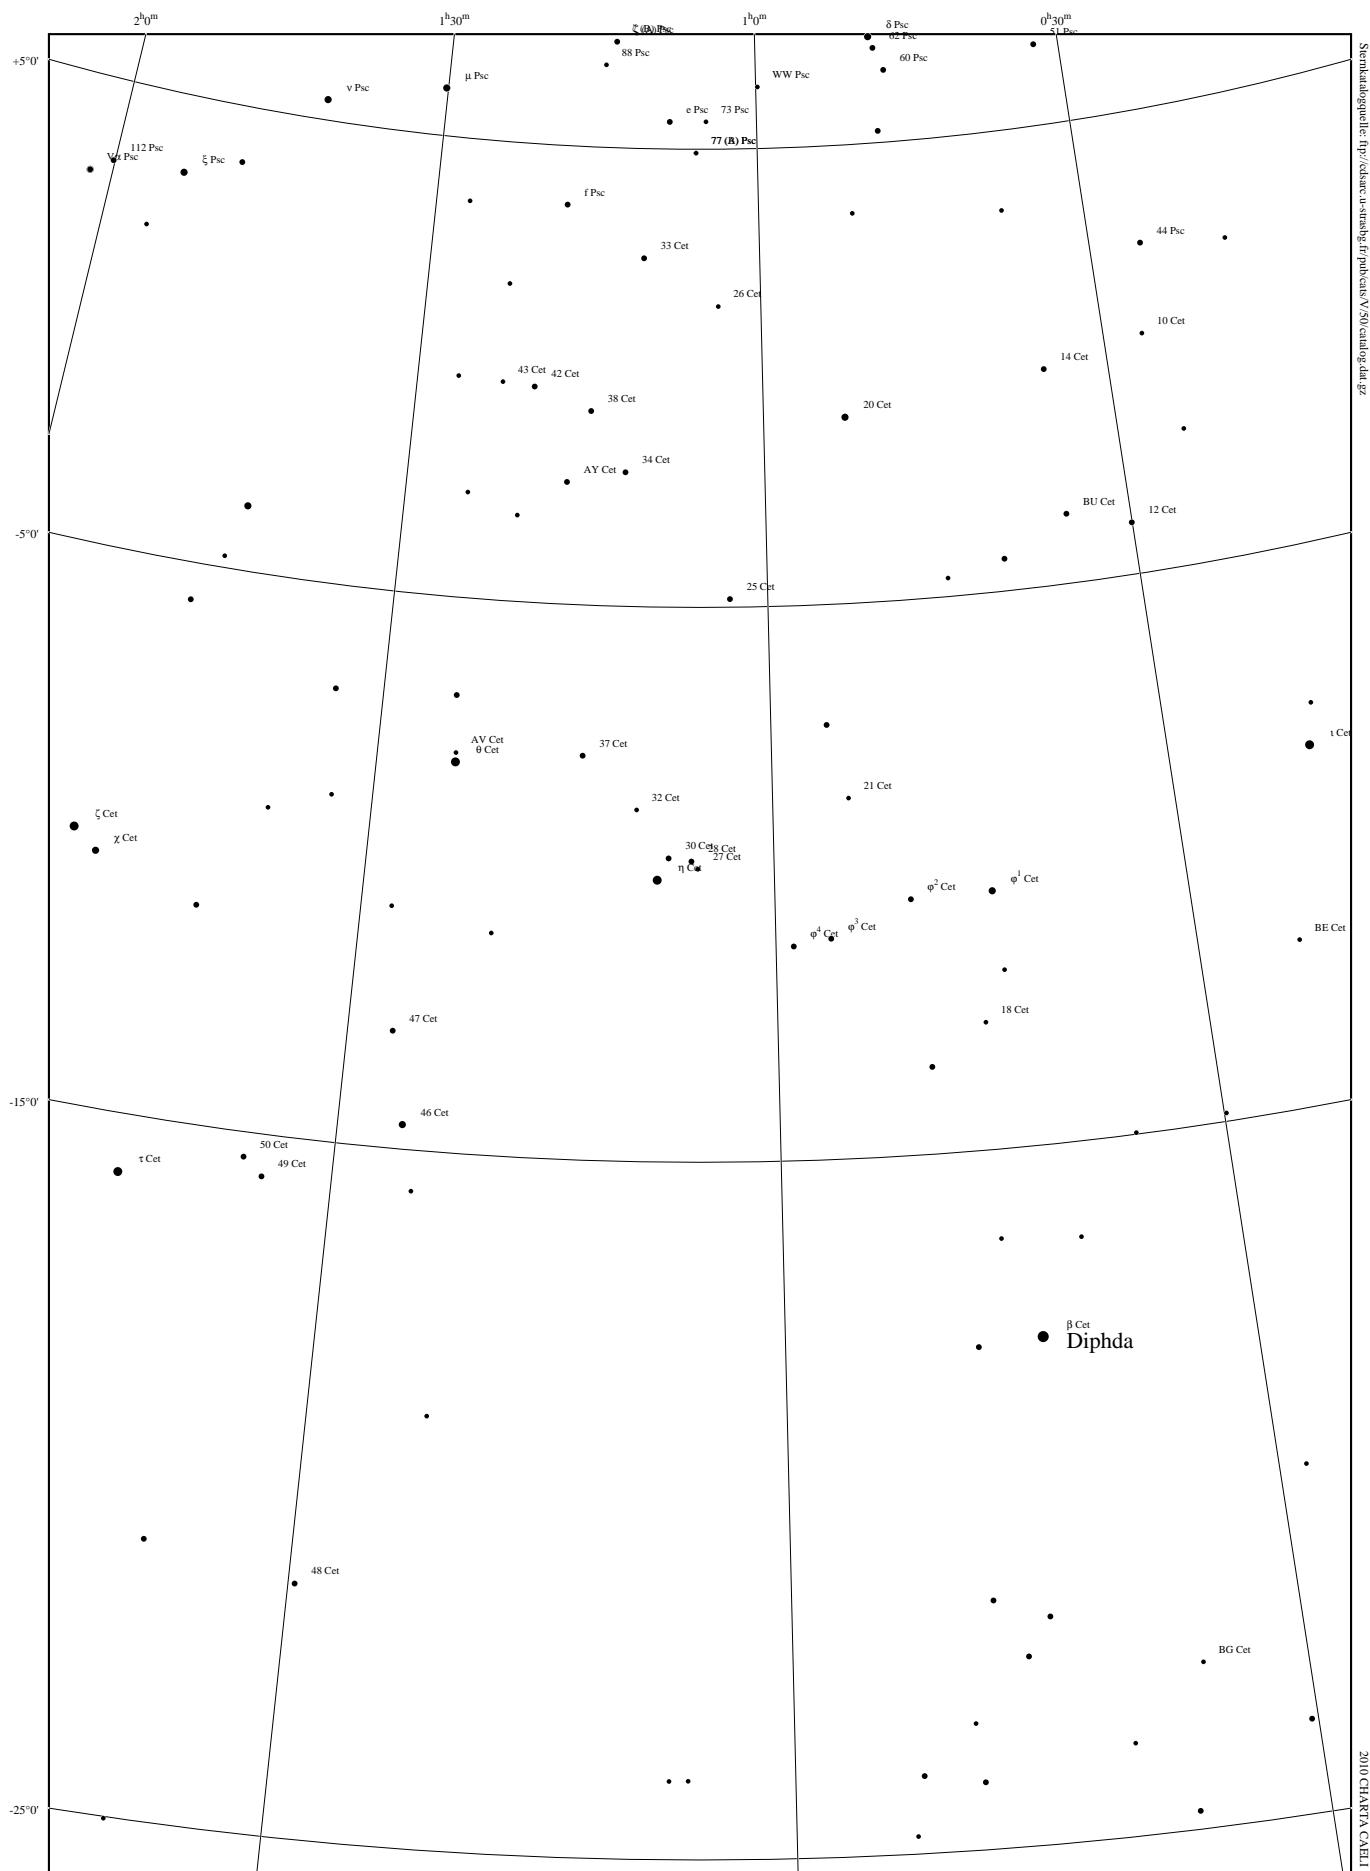 2h0m
1h30m
1h0m
0h30m
+5°0'
-5°0'
-15°0'
-25°0'
δ Psc
62 Psc
51 Psc
88 Psc
60 Psc
WW Psc
μ Psc
ν Psc
e Psc
73 Psc
77 (A) Psc
112 Psc
α Psc
ξ Psc
f Psc
44 Psc
33 Cet
26 Cet
10 Cet
14 Cet
43 Cet
42 Cet
38 Cet
20 Cet
34 Cet
AY Cet
BU Cet
12 Cet
25 Cet
ι Cet
AV Cet
θ Cet
37 Cet
21 Cet
32 Cet
ζ Cet
χ Cet
30 Cet
28 Cet
27 Cet
η Cet
φ1 Cet
φ2 Cet
φ3 Cet
φ4 Cet
BE Cet
18 Cet
47 Cet
46 Cet
50 Cet
τ Cet
49 Cet
β Cet
Diphda
48 Cet
BG Cet
Sternkatalogquelle: ftp://cdsarc.u-strasbg.fr/pub/cats/V/50/catalog.dat.gz
2010 CHARTA CAELI